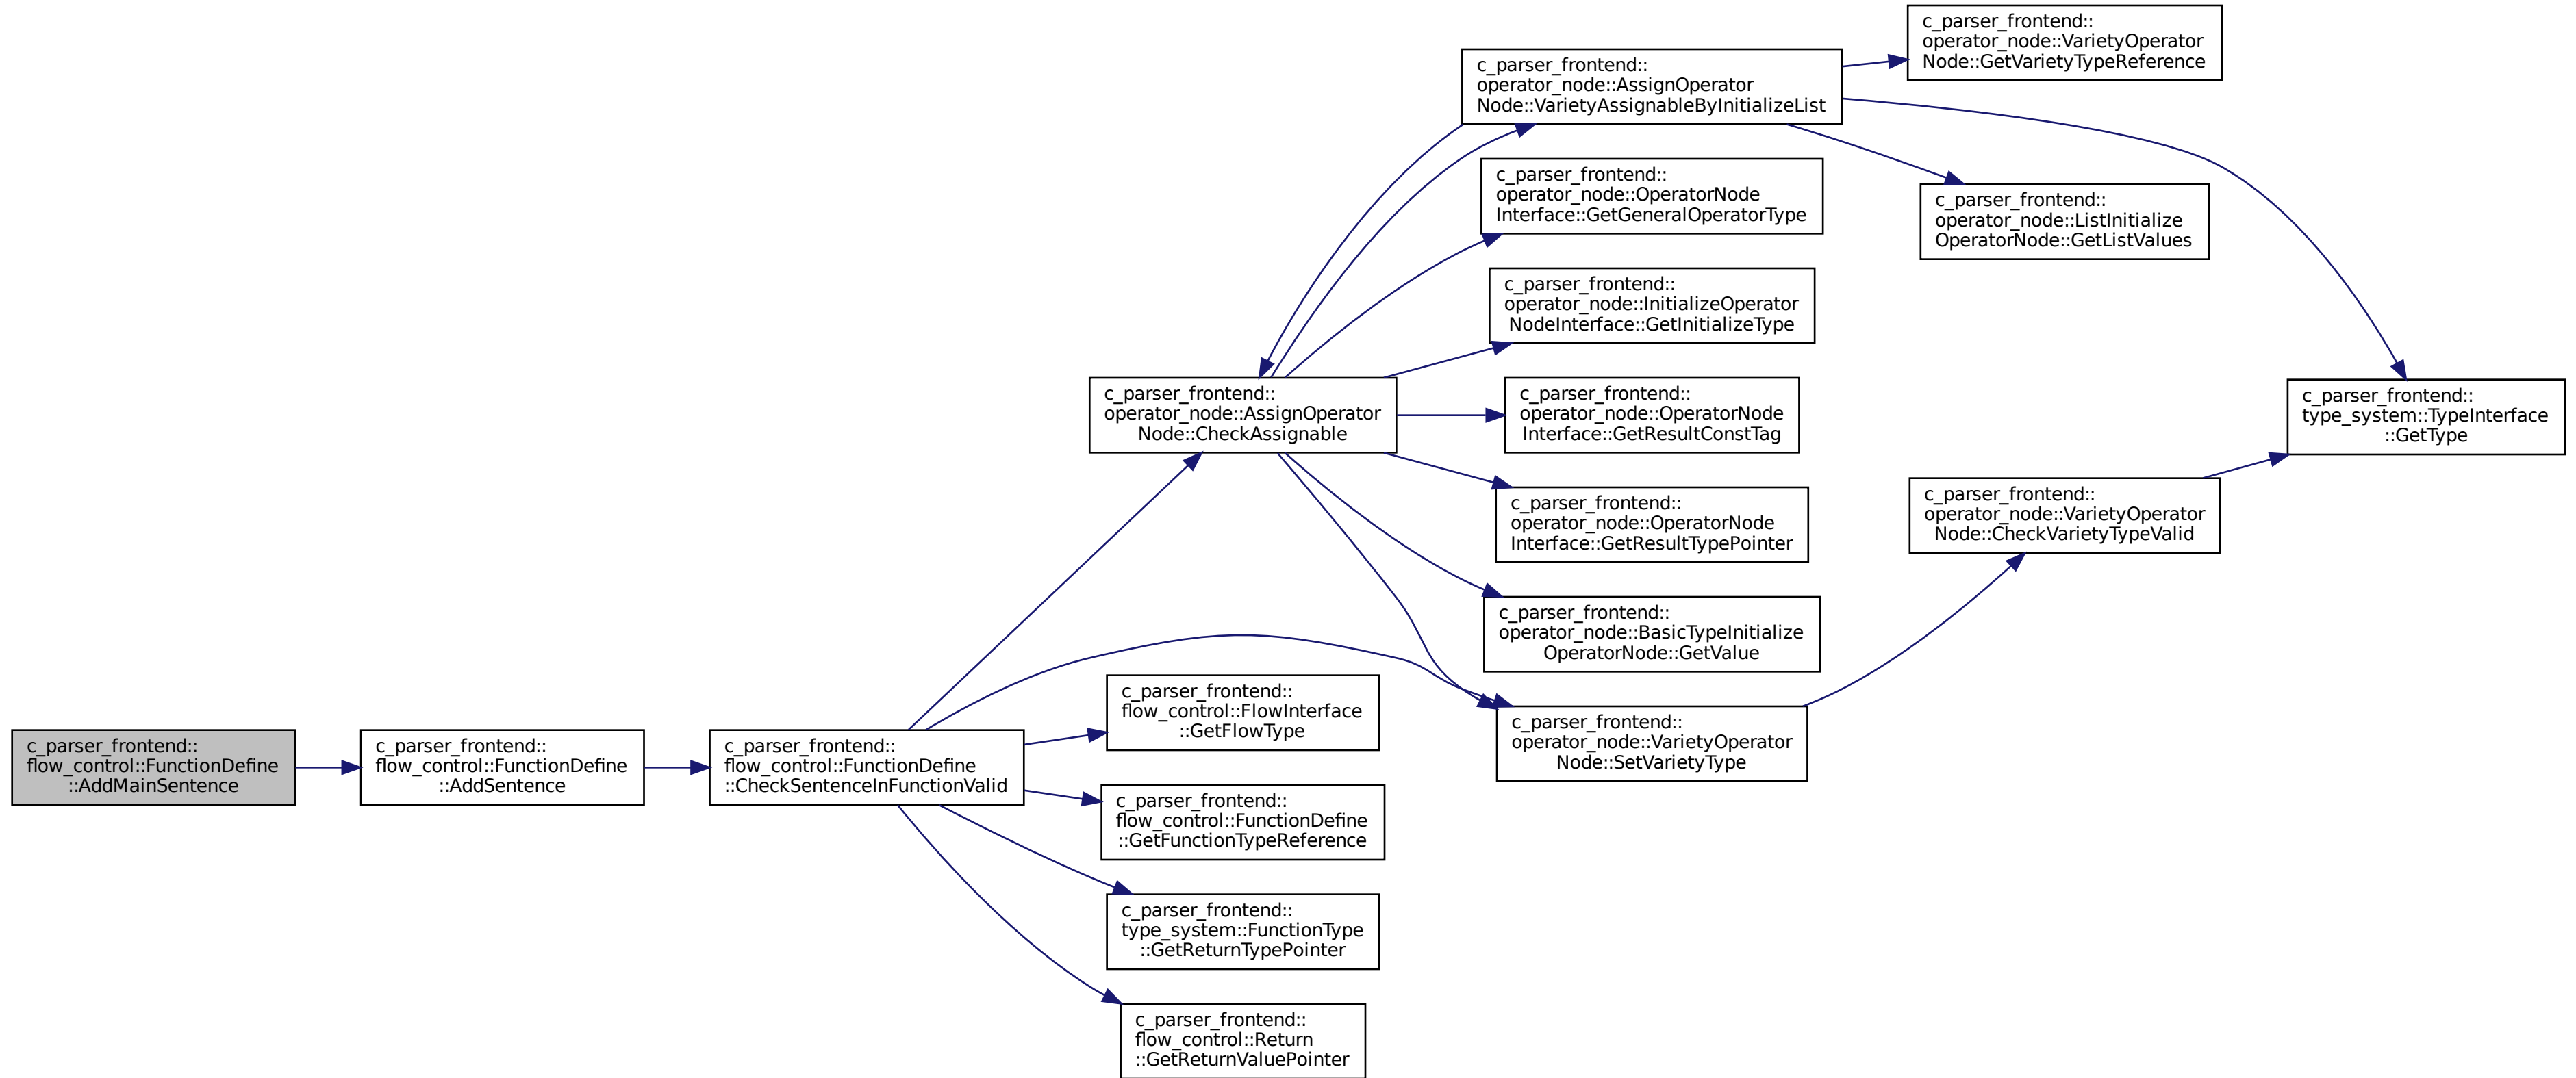 c_parser_frontend::
flow_control::FunctionDefine
::AddMainSentence
c_parser_frontend::
flow_control::FunctionDefine
::AddSentence
c_parser_frontend::
flow_control::FunctionDefine
::CheckSentenceInFunctionValid
c_parser_frontend::
operator_node::AssignOperator
Node::CheckAssignable
c_parser_frontend::
flow_control::FlowInterface
::GetFlowType
c_parser_frontend::
flow_control::FunctionDefine
::GetFunctionTypeReference
c_parser_frontend::
type_system::FunctionType
::GetReturnTypePointer
c_parser_frontend::
flow_control::Return
::GetReturnValuePointer
c_parser_frontend::
operator_node::AssignOperator
Node::VarietyAssignableByInitializeList
c_parser_frontend::
operator_node::OperatorNode
Interface::GetGeneralOperatorType
c_parser_frontend::
operator_node::InitializeOperator
NodeInterface::GetInitializeType
c_parser_frontend::
operator_node::OperatorNode
Interface::GetResultConstTag
c_parser_frontend::
operator_node::OperatorNode
Interface::GetResultTypePointer
c_parser_frontend::
operator_node::BasicTypeInitialize
OperatorNode::GetValue
c_parser_frontend::
operator_node::VarietyOperator
Node::SetVarietyType
c_parser_frontend::
operator_node::VarietyOperator
Node::GetVarietyTypeReference
c_parser_frontend::
operator_node::ListInitialize
OperatorNode::GetListValues
c_parser_frontend::
operator_node::VarietyOperator
Node::CheckVarietyTypeValid
c_parser_frontend::
type_system::TypeInterface
::GetType